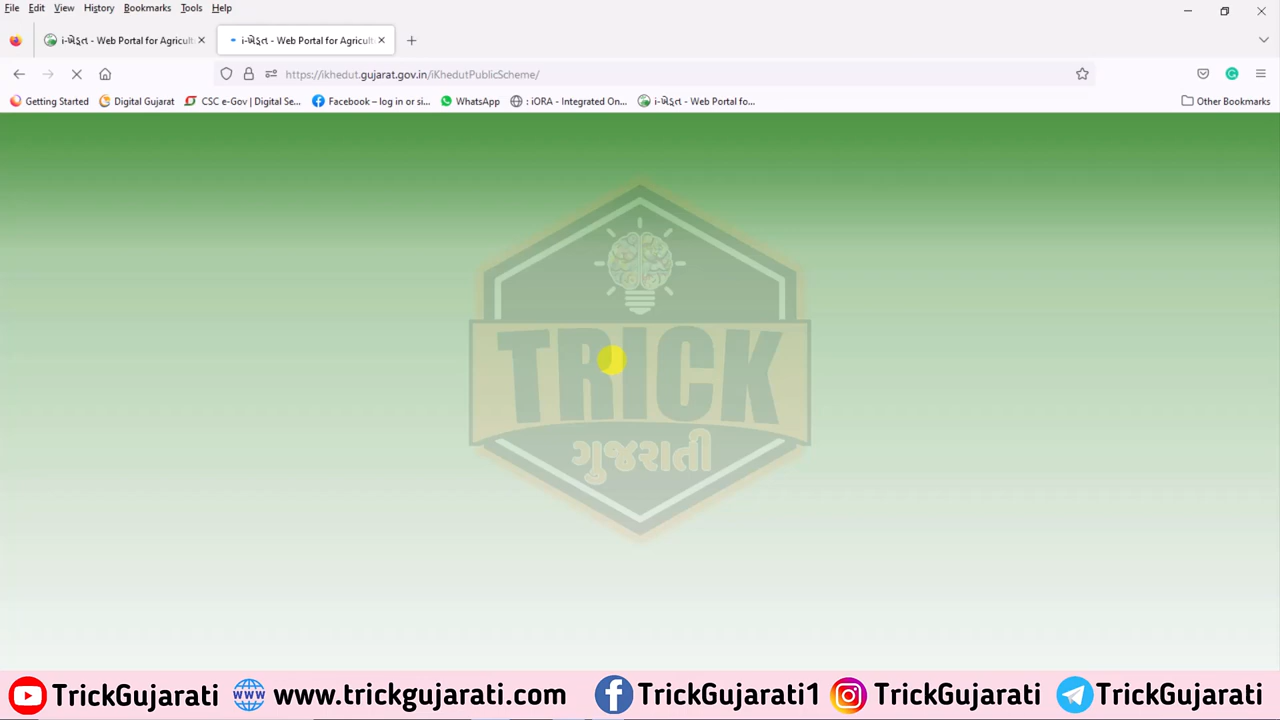 File Edit View History Bookmarks Tools Help
i-ખેડૂત - Web Portal for Agricult i-ખેડૂત - Web Portal for Agricult
https://ikhedut.gujarat.gov.in/iKhedutPublicScheme/
Getting Started Digital Gujarat CSC e-Gov | Digital Se... Facebook – log in or si... WhatsApp : iORA - Integrated On... i-ખેડૂત - Web Portal fo... Other Bookmarks
TRICK
ગુજરાતી
TrickGujarati www.trickgujarati.com TrickGujarati1 TrickGujarati TrickGujarati